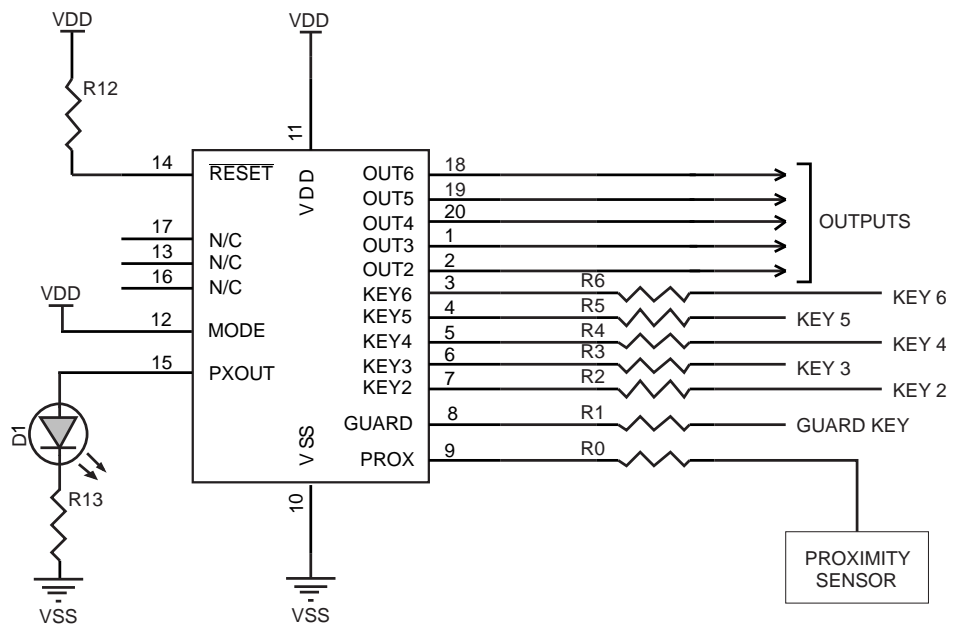 VDD
VDD
R12
11
14
RESET
VDD
OUT6
18
OUT5
19
OUT4
20
OUT3
1
OUT2
2
OUTPUTS
17
N/C
13
N/C
16
N/C
VDD
12
MODE
15
PXOUT
KEY6
3
R6
KEY 6
KEY5
4
R5
KEY 5
KEY4
5
R4
KEY 4
KEY3
6
R3
KEY 3
KEY2
7
R2
KEY 2
GUARD
8
R1
GUARD KEY
PROX
9
R0
VSS
10
D1
R13
VSS
VSS
PROXIMITY
SENSOR